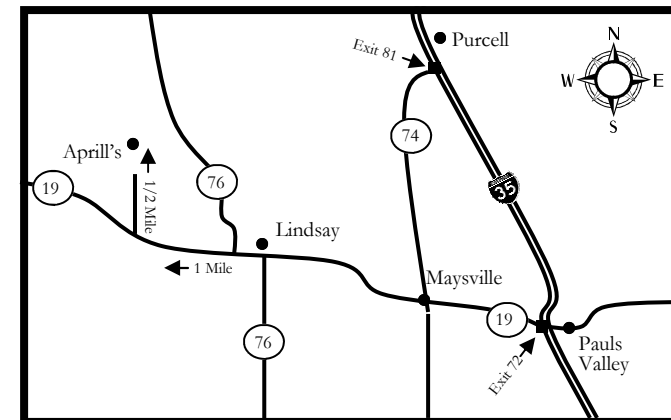 Exit 81
Purcell
N
W
E
S
74
Aprill's
19
1/2 Mile
76
35
Lindsay
1 Mile
Maysville
19
76
Exit 72
Pauls
Valley